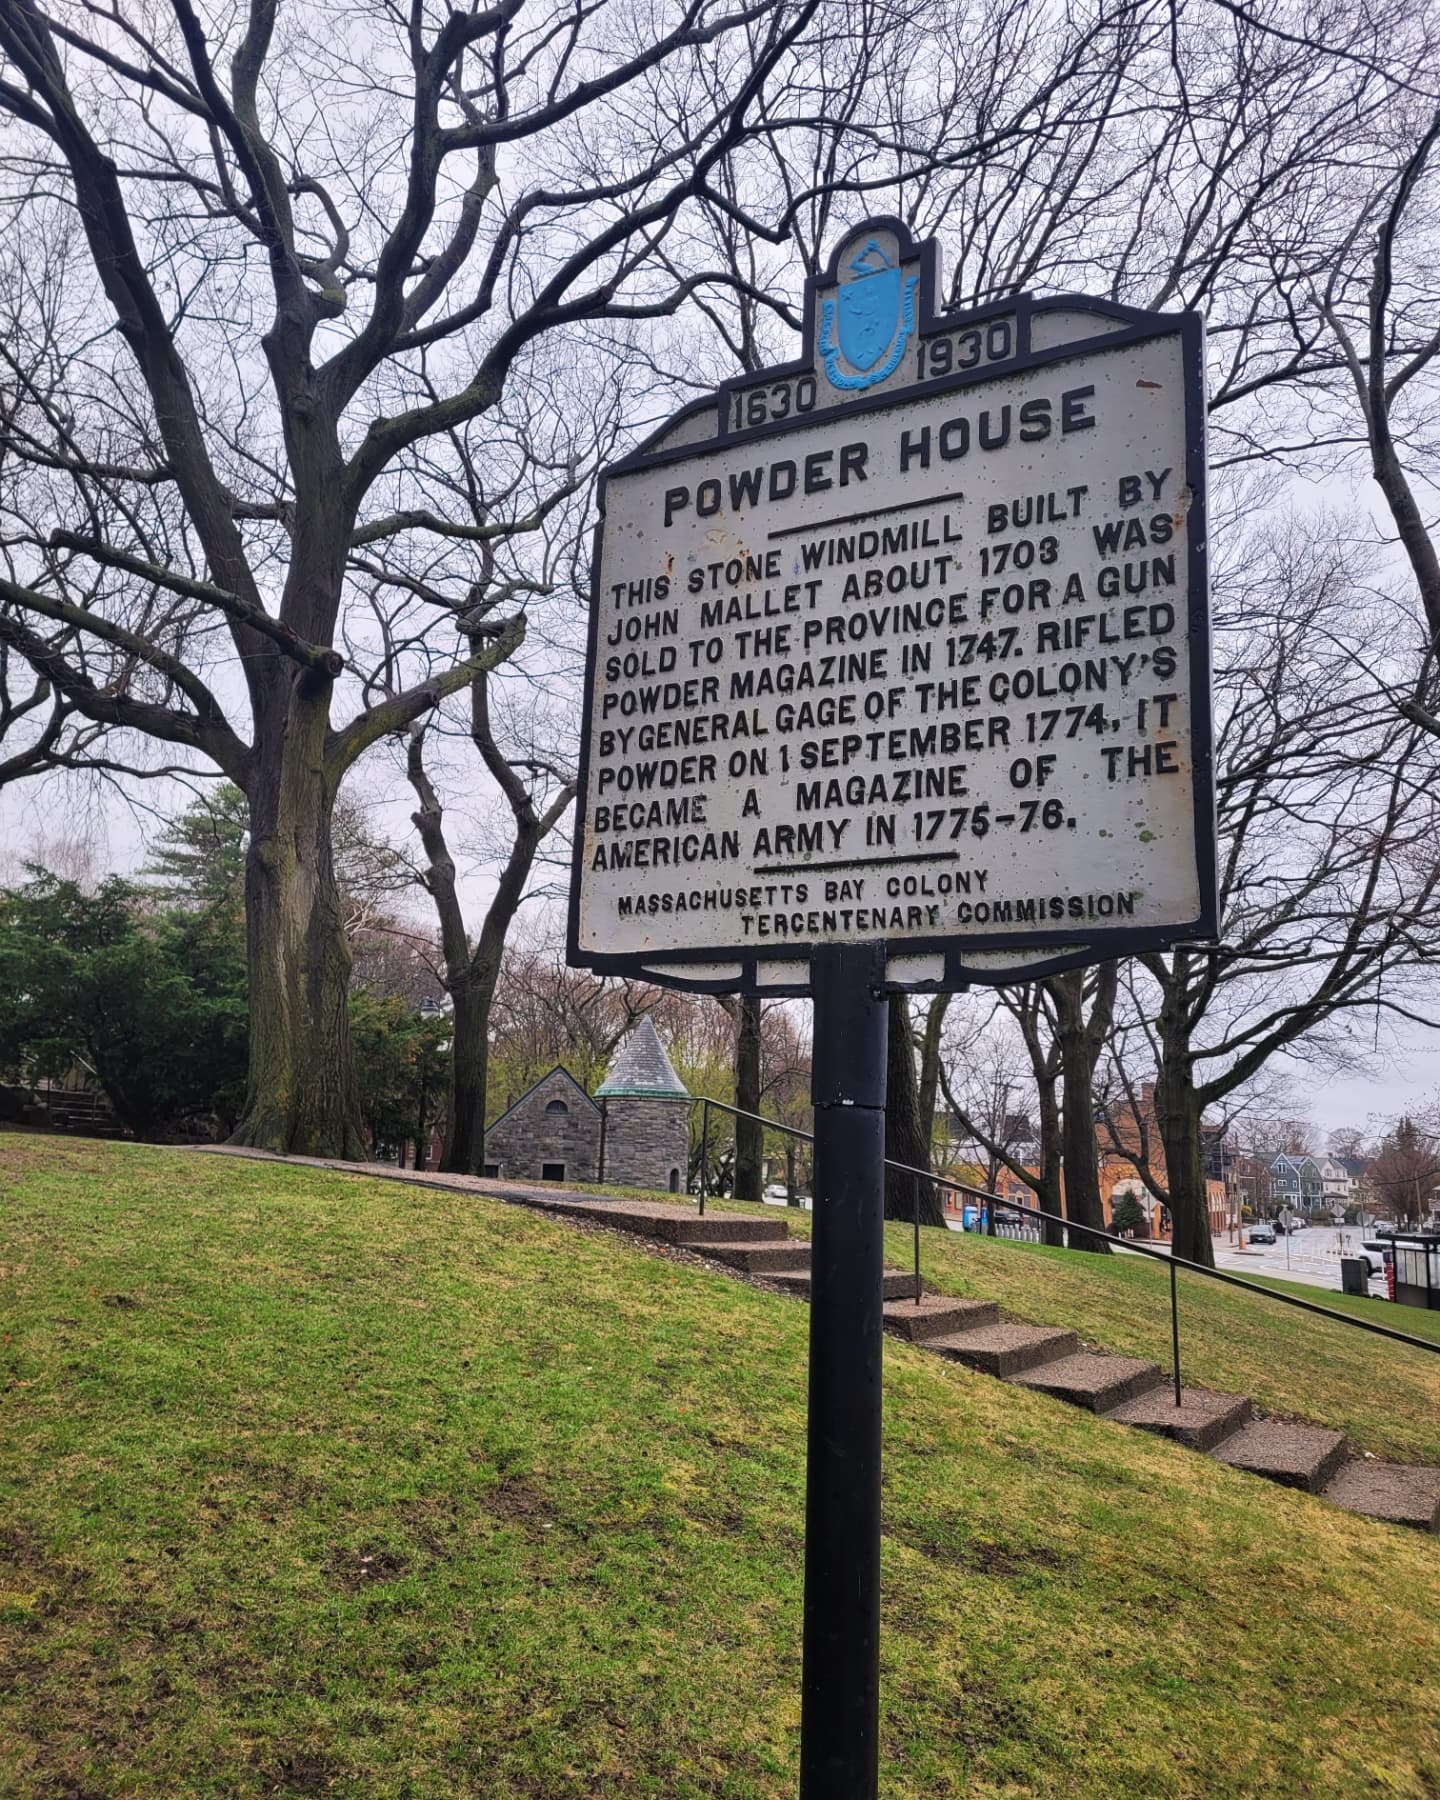 1630 1930
POWDER HOUSE
THIS STONE WINDMILL BUILT BY
JOHN MALLET ABOUT 1703 WAS
SOLD TO THE PROVINCE FOR A GUN
POWDER MAGAZINE IN 1747. RIFLED
BY GENERAL GAGE OF THE COLONY'S
POWDER ON 1 SEPTEMBER 1774, IT
BECAME A MAGAZINE OF THE
AMERICAN ARMY IN 1775-76.
MASSACHUSETTS BAY COLONY
TERCENTENARY COMMISSION